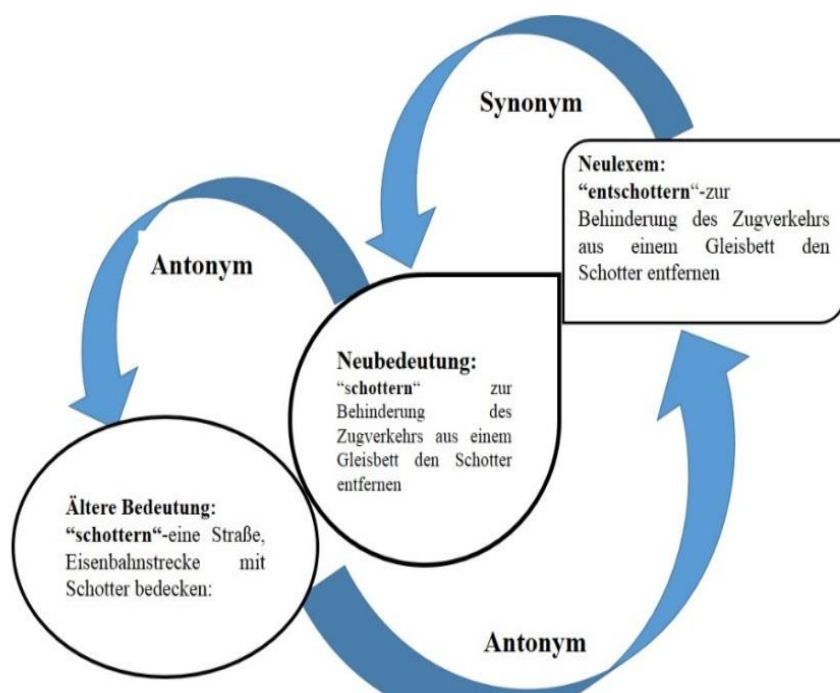 Synonym
Neulexem:
“entschottern“-zur
Behinderung des Zugverkehrs
aus einem Gleisbett den
Schotter entfernen
Antonym
Neubedeutung:
“schottern“ zur
Behinderung des
Zugverkehrs aus einem
Gleisbett den Schotter
entfernen
Ältere Bedeutung:
“schottern“-eine Straße,
Eisenbahnstrecke mit
Schotter bedecken:
Antonym